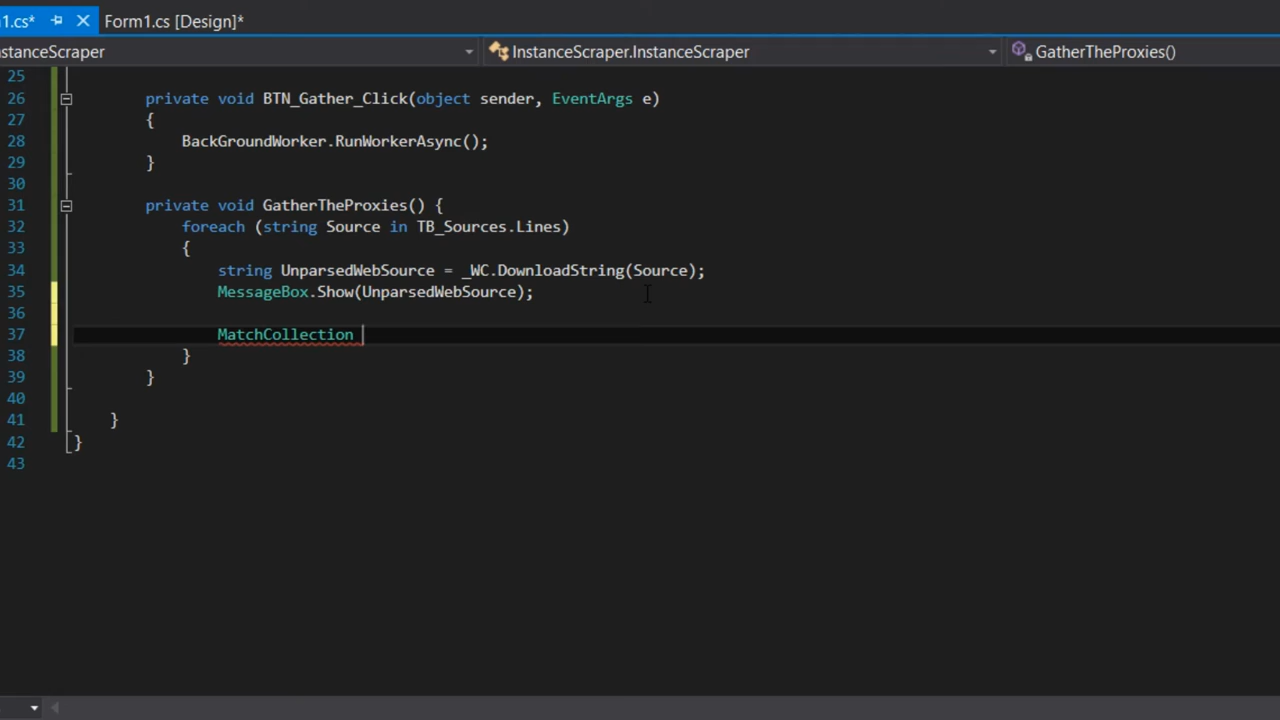 1.cs* Form1.cs [Design]*
nstanceScraper InstanceScraper.InstanceScraper GatherTheProxies()
25
26 private void BTN_Gather_Click(object sender, EventArgs e)
27 {
28 BackGroundWorker.RunWorkerAsync();
29 }
30
31 private void GatherTheProxies() {
32 foreach (string Source in TB_Sources.Lines)
33 {
34 string UnparsedWebSource = _WC.DownloadString(Source);
35 MessageBox.Show(UnparsedWebSource);
36
37 MatchCollection
38 }
39 }
40
41 }
42 }
43